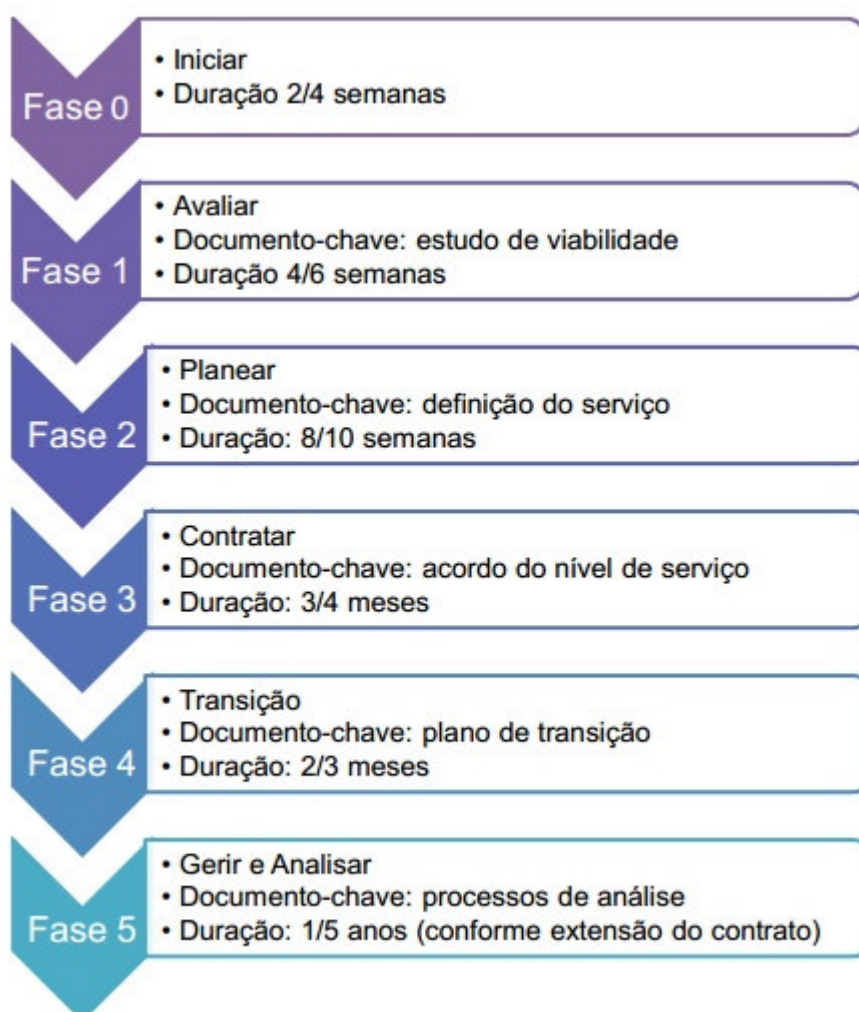 Fase 0
• Iniciar
• Duração 2/4 semanas
Fase 1
• Avaliar
• Documento-chave: estudo de viabilidade
• Duração 4/6 semanas
Fase 2
• Planear
• Documento-chave: definição do serviço
• Duração: 8/10 semanas
Fase 3
• Contratar
• Documento-chave: acordo do nível de serviço
• Duração: 3/4 meses
Fase 4
• Transição
• Documento-chave: plano de transição
• Duração: 2/3 meses
Fase 5
• Gerir e Analisar
• Documento-chave: processos de análise
• Duração: 1/5 anos (conforme extensão do contrato)